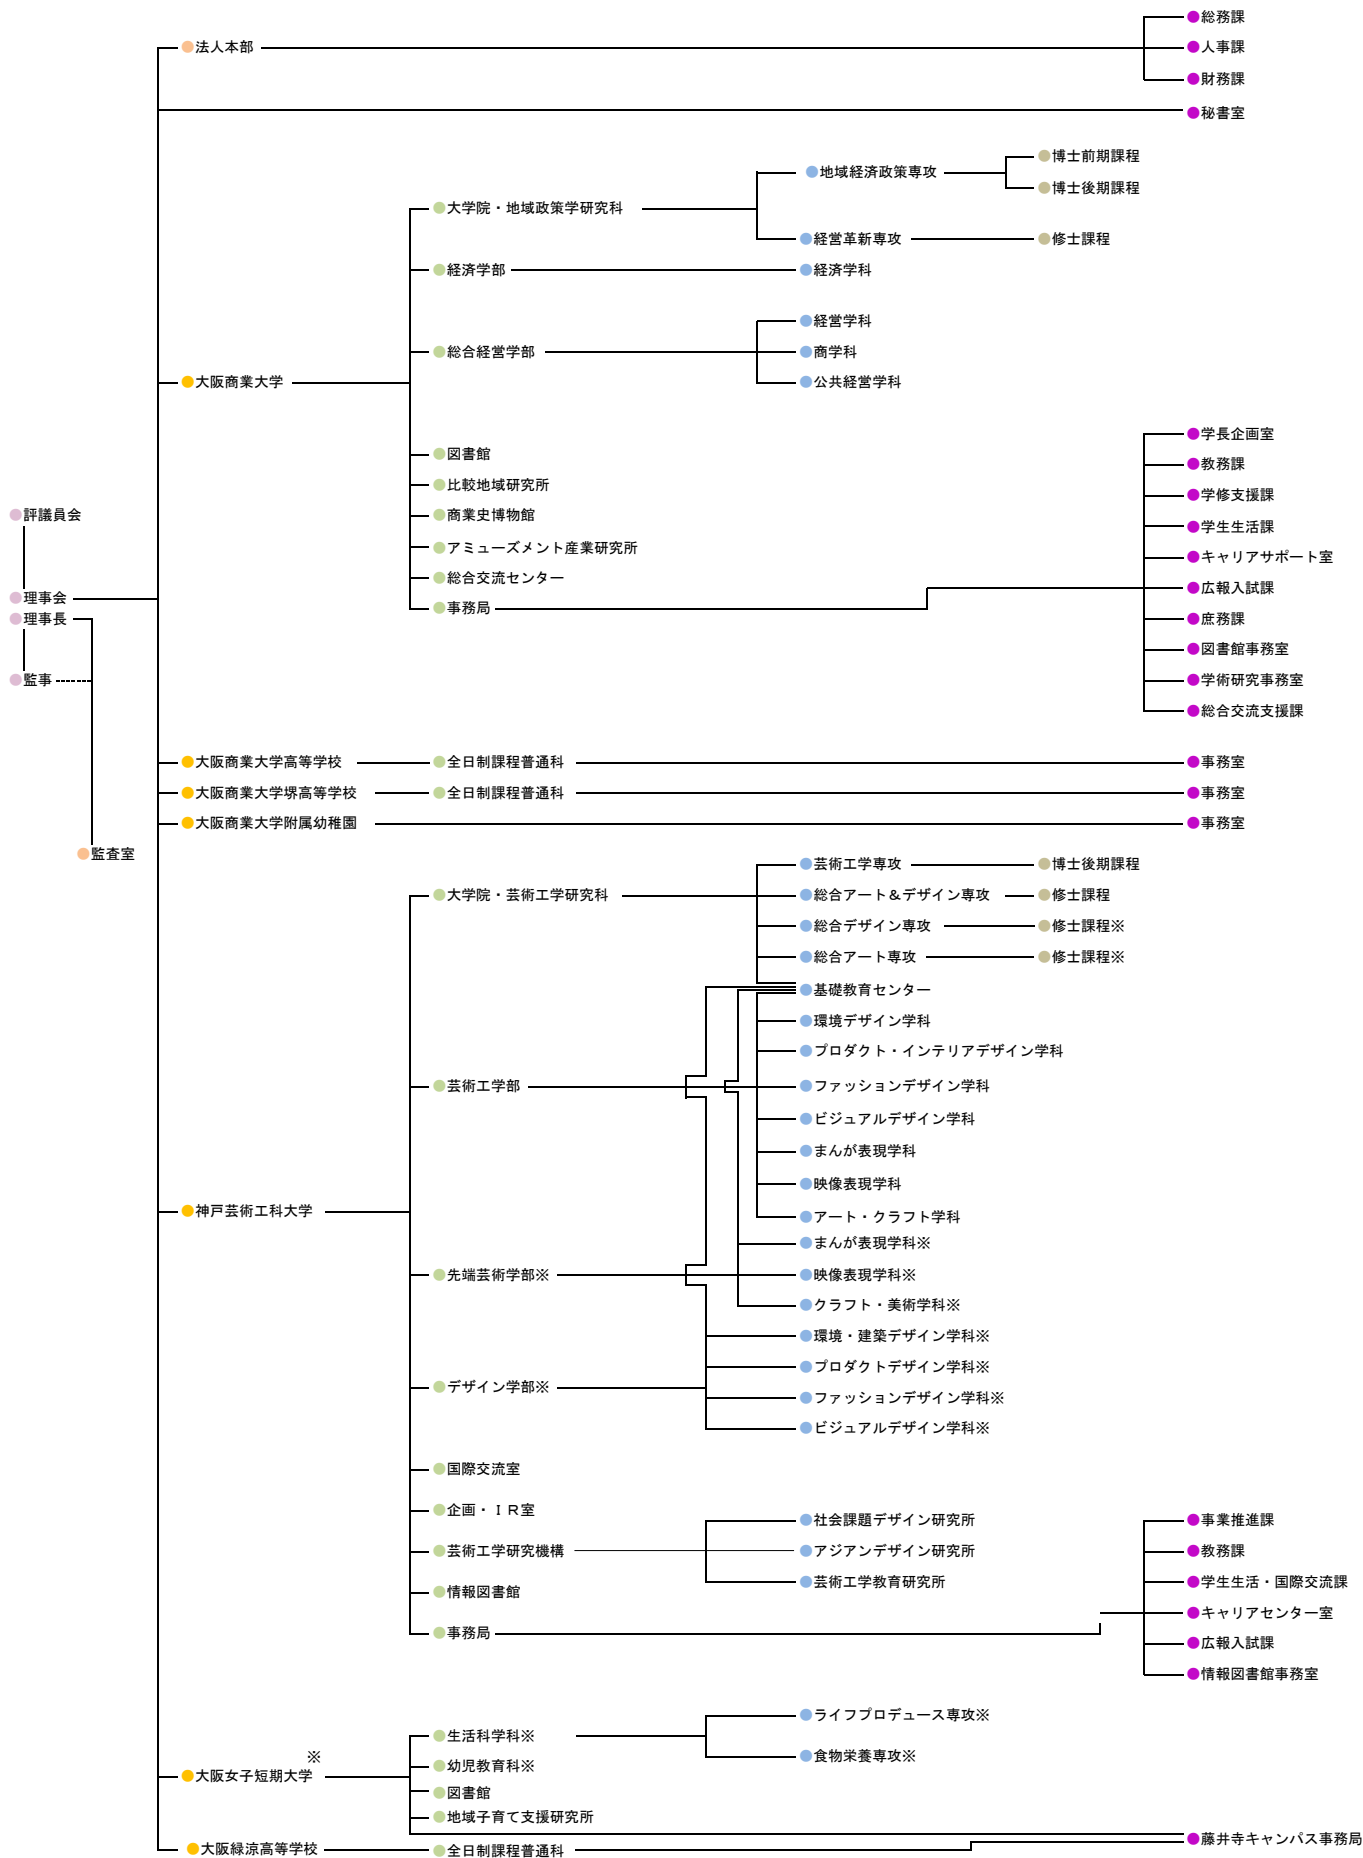 ●総務課
●法人本部
●人事課
●財務課
●秘書室
●博士前期課程
●地域経済政策専攻
●博士後期課程
●大学院・地域政策学研究科
●経営革新専攻
●修士課程
●経済学部
●経済学科
●経営学科
●総合経営学部
●商学科
●大阪商業大学
●公共経営学科
●学長企画室
●図書館
●教務課
●比較地域研究所
●学修支援課
●評議員会
●商業史博物館
●学生生活課
●アミューズメント産業研究所
●キャリアサポート室
●総合交流センター
●広報入試課
●理事会
●事務局
●理事長
●庶務課
●図書館事務室
●監事
●学術研究事務室
●総合交流支援課
●大阪商業大学高等学校
●全日制課程普通科
●事務室
●大阪商業大学堺高等学校
●全日制課程普通科
●事務室
●大阪商業大学附属幼稚園
●事務室
●監査室
●芸術工学専攻
●博士後期課程
●大学院・芸術工学研究科
●総合アート＆デザイン専攻
●修士課程
●総合デザイン専攻
●修士課程※
●総合アート専攻
●修士課程※
●基礎教育センター
●環境デザイン学科
●プロダクト・インテリアデザイン学科
●芸術工学部
●ファッションデザイン学科
●ビジュアルデザイン学科
●まんが表現学科
●映像表現学科
●神戸芸術工科大学
●アート・クラフト学科
●まんが表現学科※
●先端芸術学部※
●映像表現学科※
●クラフト・美術学科※
●環境・建築デザイン学科※
●プロダクトデザイン学科※
●デザイン学部※
●ファッションデザイン学科※
●ビジュアルデザイン学科※
●国際交流室
●企画・ＩＲ室
●社会課題デザイン研究所
●事業推進課
●芸術工学研究機構
●アジアンデザイン研究所
●教務課
●芸術工学教育研究所
●学生生活・国際交流課
●情報図書館
●キャリアセンター室
●事務局
●広報入試課
●情報図書館事務室
●ライフプロデュース専攻※
●生活科学科※
※
●食物栄養専攻※
●幼児教育科※
●大阪女子短期大学
●図書館
●地域子育て支援研究所
●藤井寺キャンパス事務局
●大阪緑涼高等学校
●全日制課程普通科